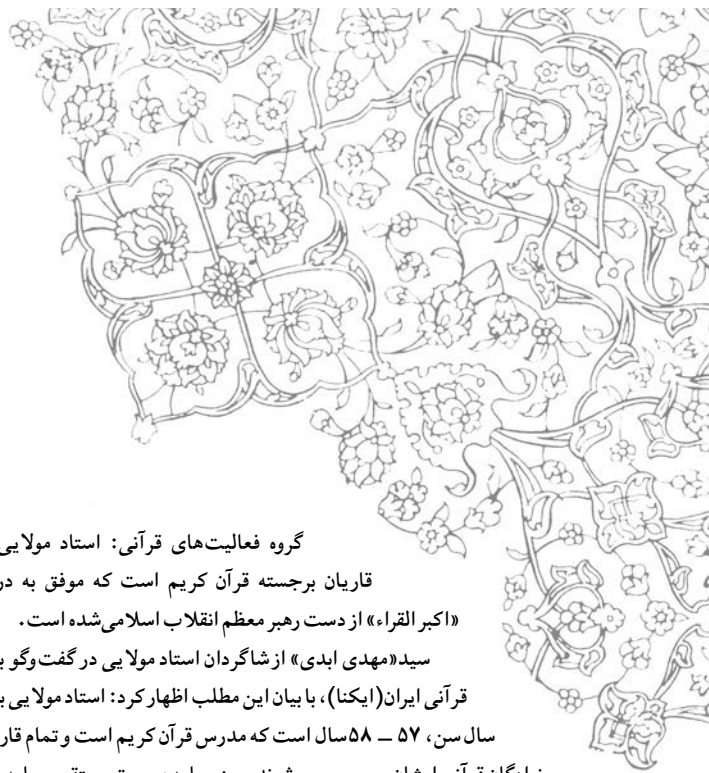 گروه فعالیت‌های قرآنی: استاد مولایی
قاریان برجسته قرآن کریم است که موفق به در
«اکبر القراء» از دست رهبر معظم انقلاب اسلامی‌شده است.
سید«مهدی ابدی» از شاگردان استاد مولایی در گفت‌وگو ب
قرآنی ایران(ایکنا)، با بیان این مطلب اظهار کرد: استاد مولایی ب
سال سن، ۵۷ ــ ۵۸ سال است که مدرس قرآن کریم است و تمام قار